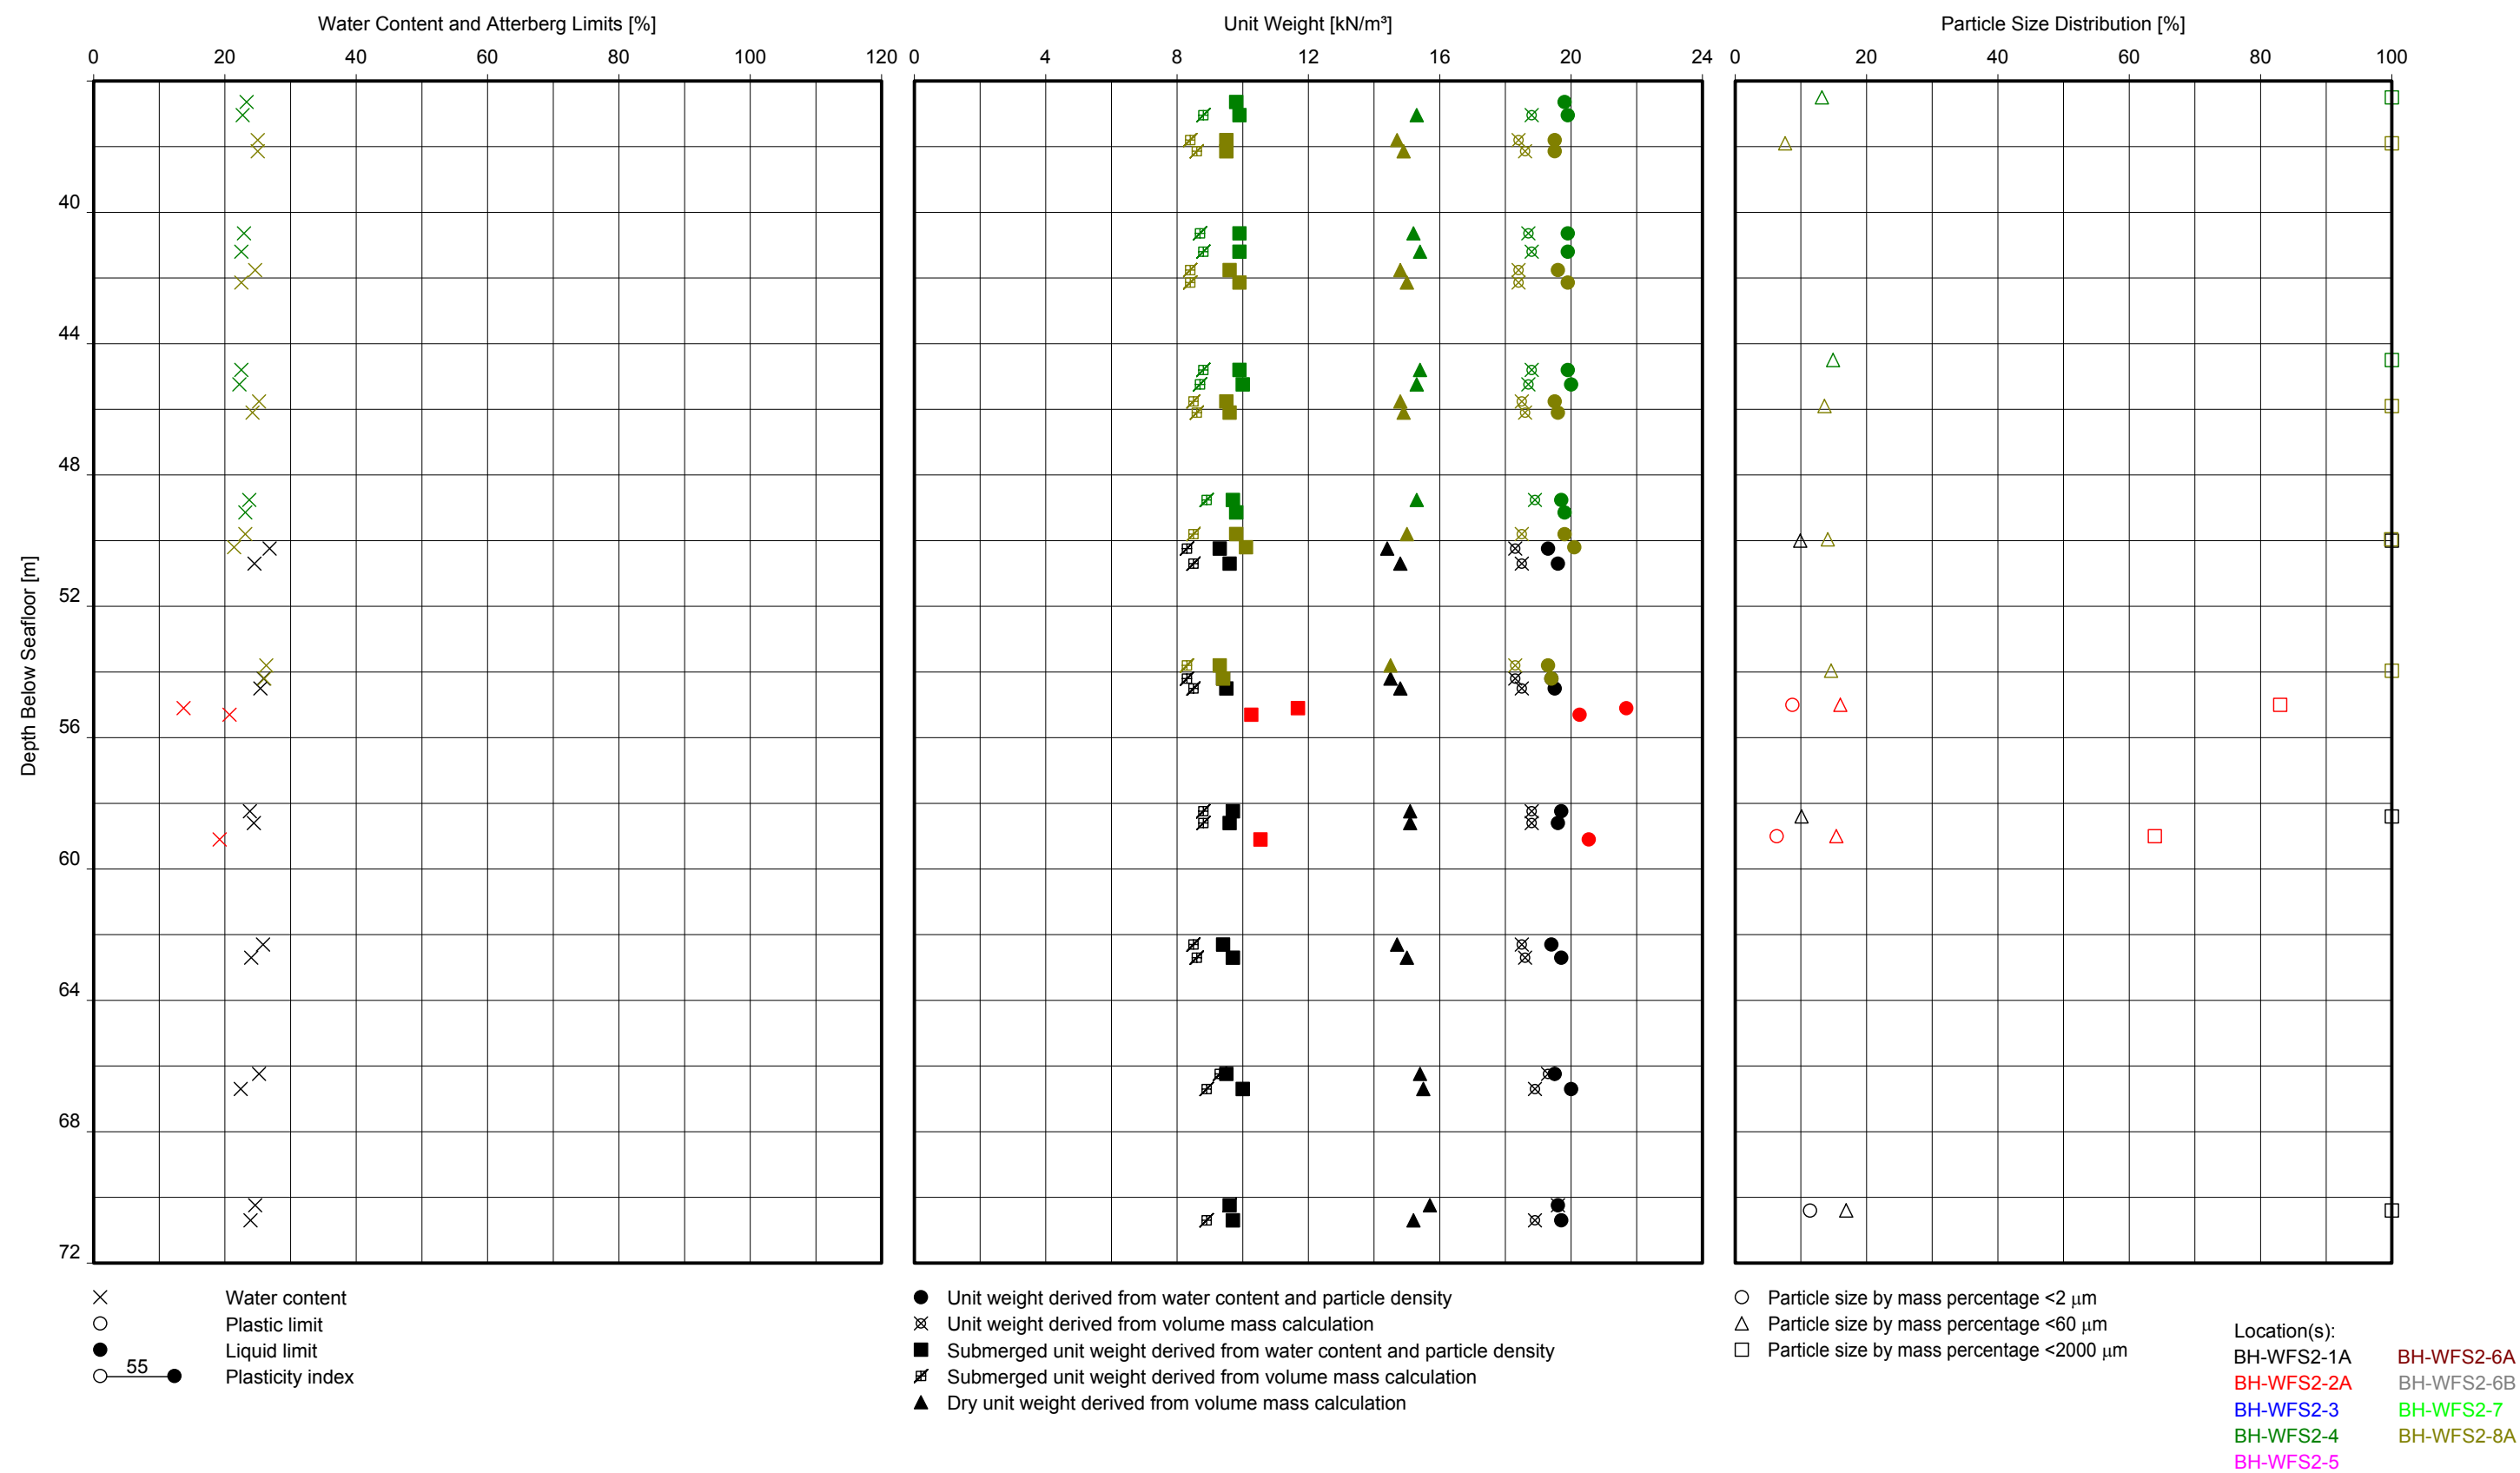 Water Content and Atterberg Limits [%]
Unit Weight [kN/m³]
Particle Size Distribution [%]
0 20 40 60 80 100 120
0 4 8 12 16 20 24
0 20 40 60 80 100
Depth Below Seafloor [m]
40
44
48
52
56
60
64
68
72
Water content
Plastic limit
Liquid limit
55 Plasticity index
Unit weight derived from water content and particle density
Unit weight derived from volume mass calculation
Submerged unit weight derived from water content and particle density
Submerged unit weight derived from volume mass calculation
Dry unit weight derived from volume mass calculation
Particle size by mass percentage <2 μm
Particle size by mass percentage <60 μm
Particle size by mass percentage <2000 μm
Location(s):
BH-WFS2-1A BH-WFS2-6A
BH-WFS2-2A BH-WFS2-6B
BH-WFS2-3 BH-WFS2-7
BH-WFS2-4 BH-WFS2-8A
BH-WFS2-5